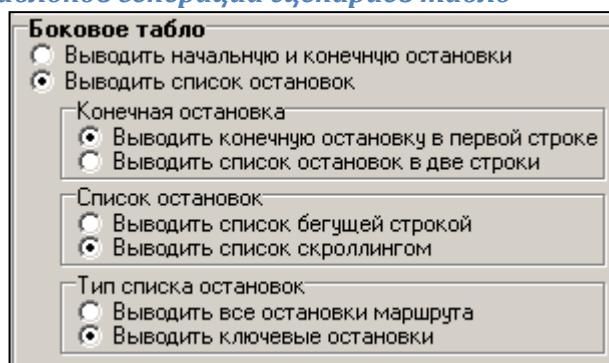 Боковое табло
Выводить начальную и конечную остановки
Выводить список остановок
Конечная остановка
Выводить конечную остановку в первой строке
Выводить список остановок в две строки
Список остановок
Выводить список бегущей строкой
Выводить список скроллингом
Тип списка остановок
Выводить все остановки маршрута
Выводить ключевые остановки